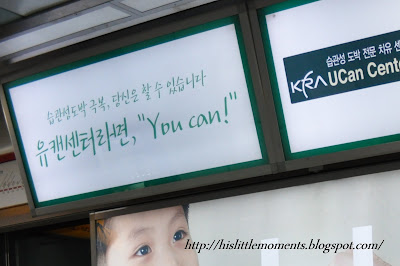 습관성도박 극복, 당신은 할 수 있습니다
유캔센터라면, "You can!"
습관성 도박 전문 치유 센
KRA UCan Cente
http://hislittlemoments.blogspot.com/